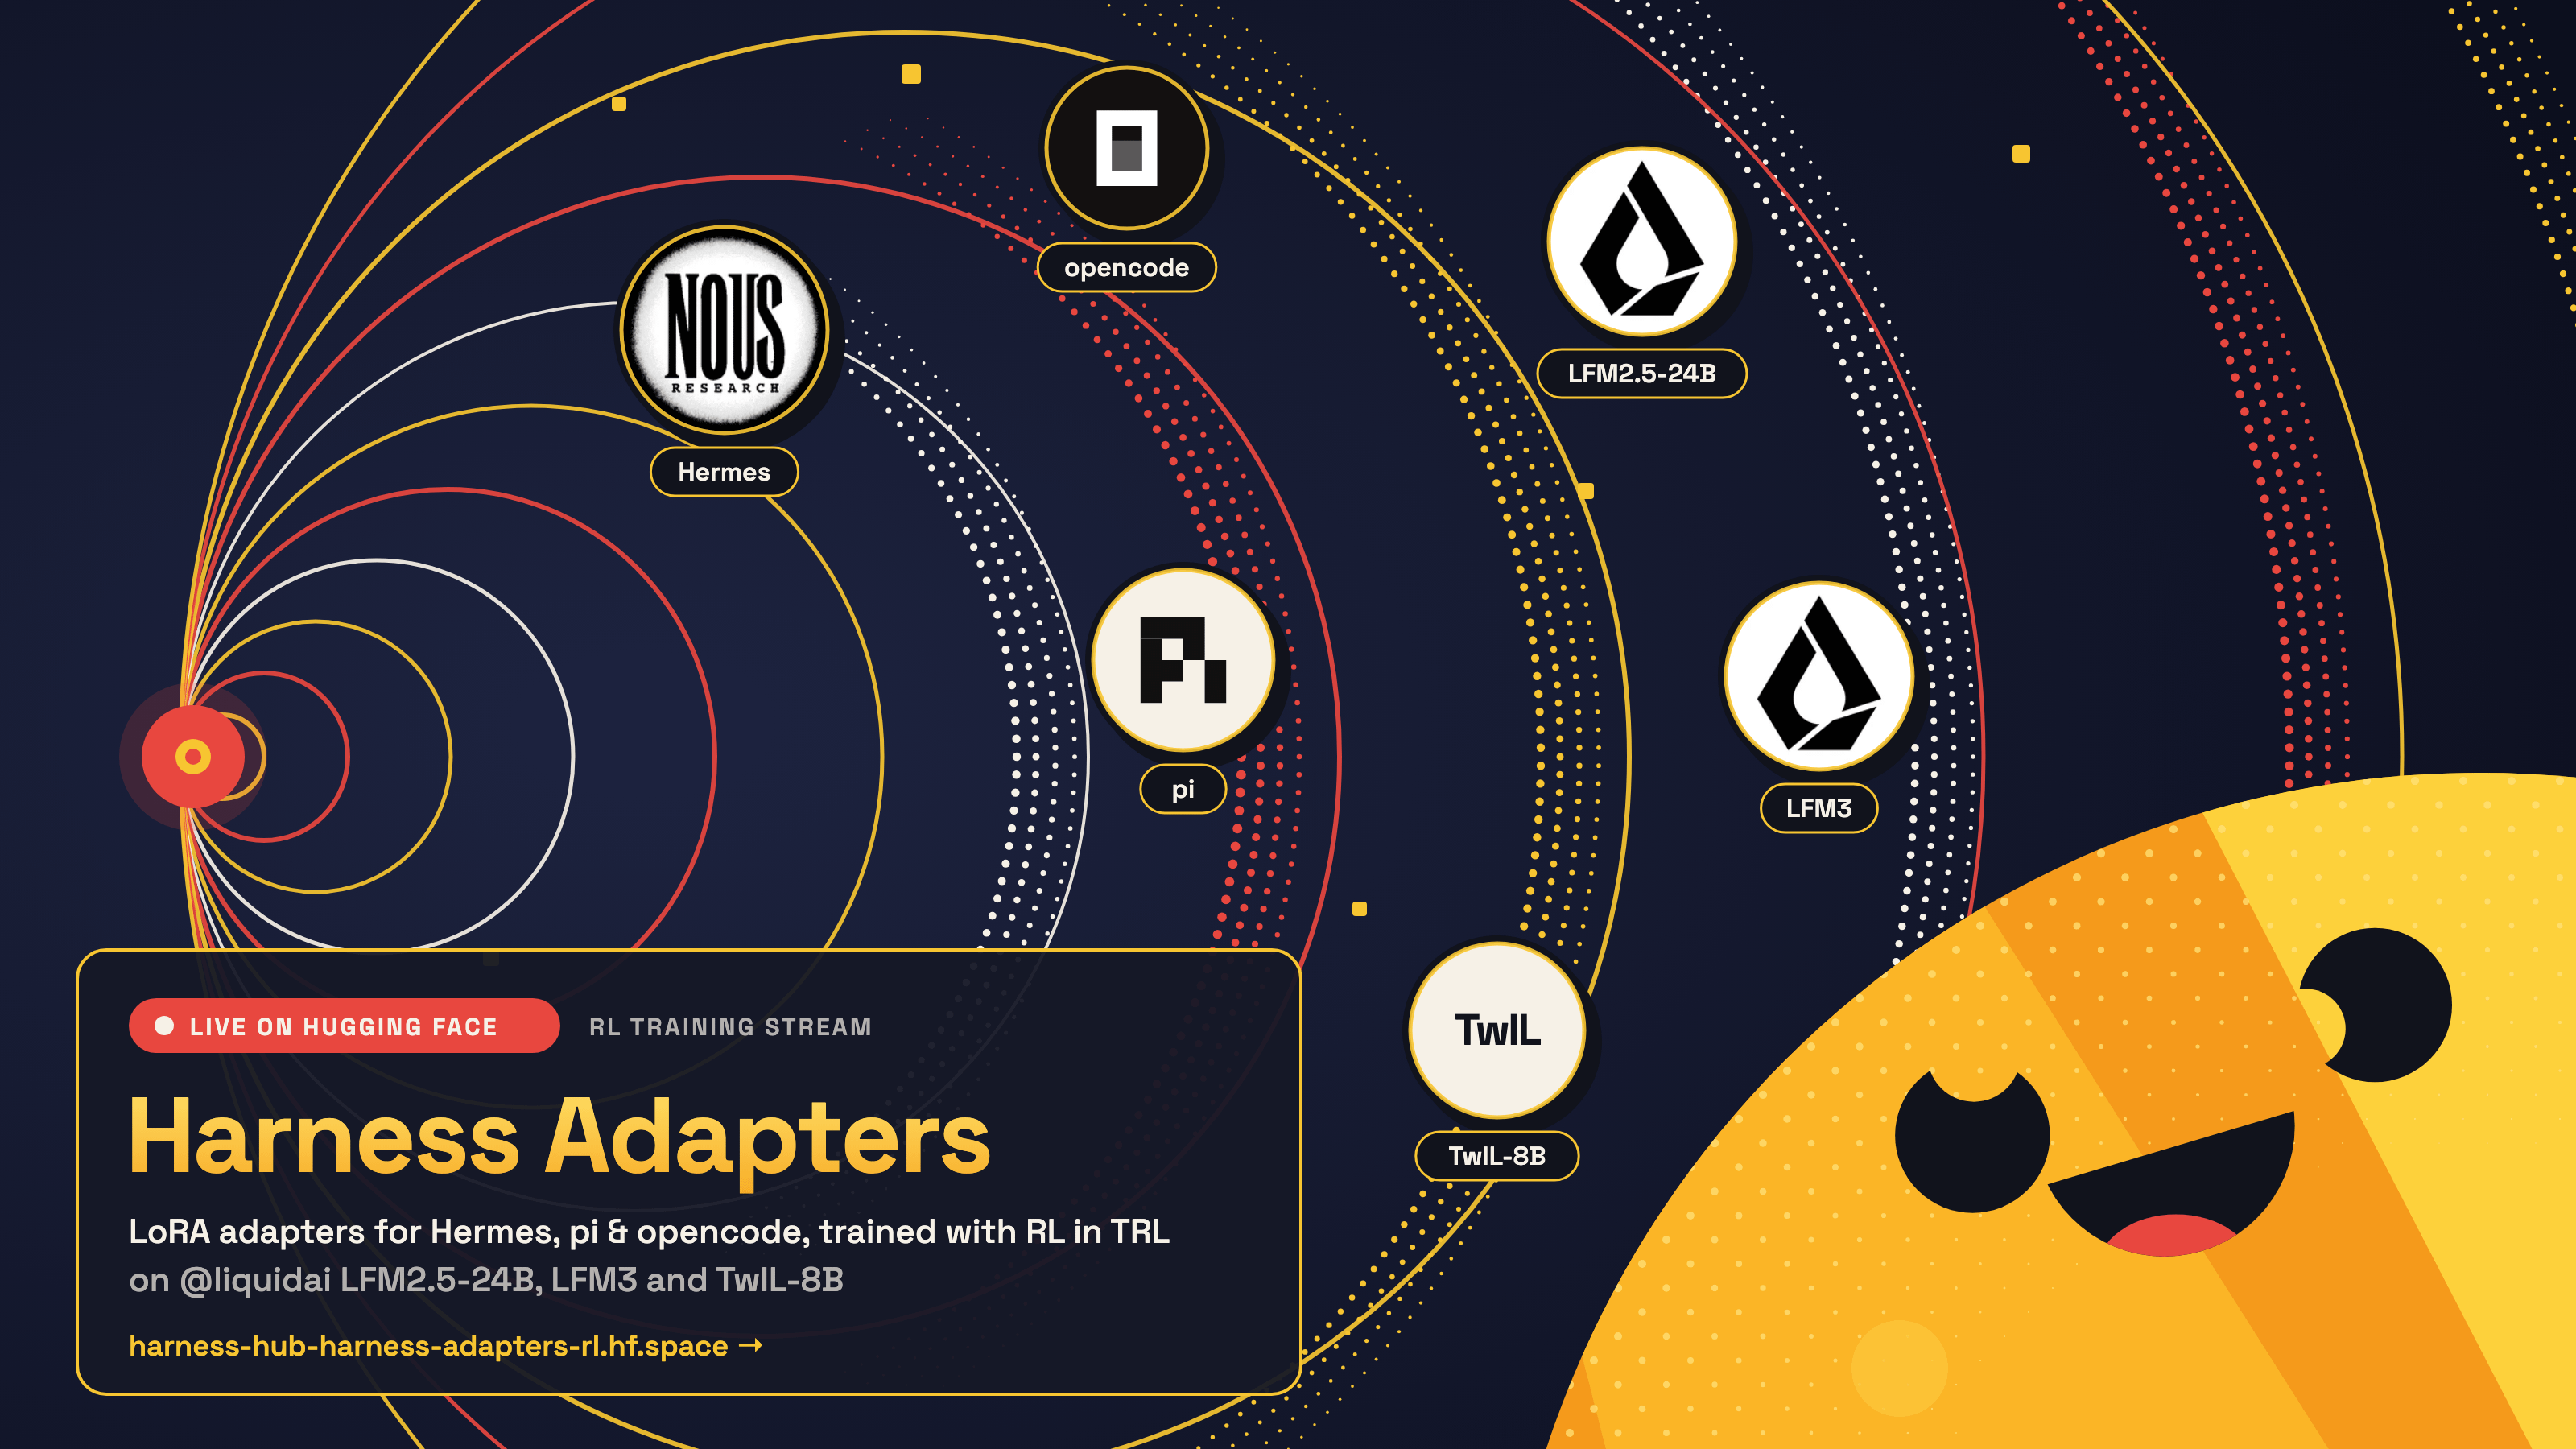 opencode
NOUS
RESEARCH
Hermes
LFM2.5-24B
pi
LFM3
TwIL
TwIL-8B
LIVE ON HUGGING FACE
RL TRAINING STREAM
Harness Adapters
LoRA adapters for Hermes, pi & opencode, trained with RL in TRL
on @liquidai LFM2.5-24B, LFM3 and TwIL-8B
harness-hub-harness-adapters-rl.hf.space →